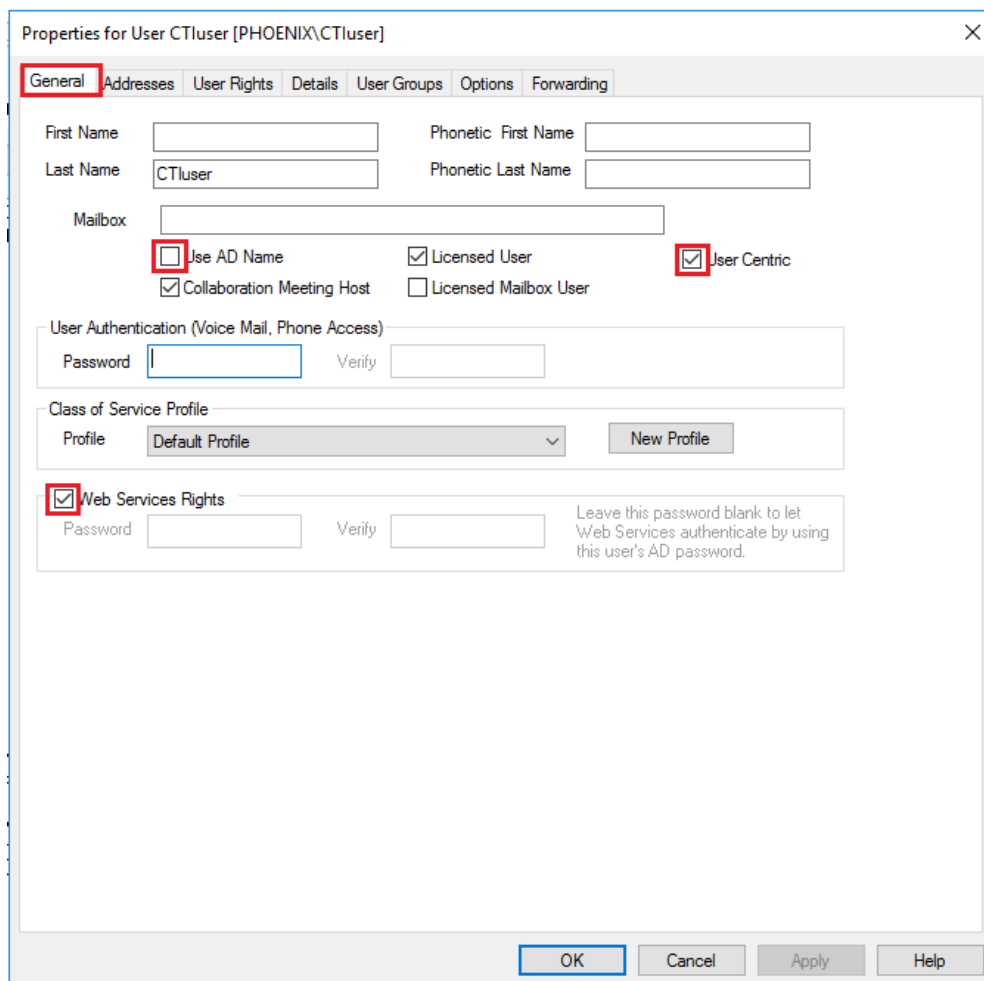 Properties for User CTIuser [PHOENIX\CTIuser]
General Addresses User Rights Details User Groups Options Forwarding
First Name Phonetic First Name
Last Name CTIuser Phonetic Last Name
Mailbox
Use AD Name Licensed User User Centric
Collaboration Meeting Host Licensed Mailbox User
User Authentication (Voice Mail, Phone Access)
Password Verify
Class of Service Profile
Profile Default Profile New Profile
Web Services Rights
Password Verify
Leave this password blank to let
Web Services authenticate by using
this user's AD password.
OK Cancel Apply Help